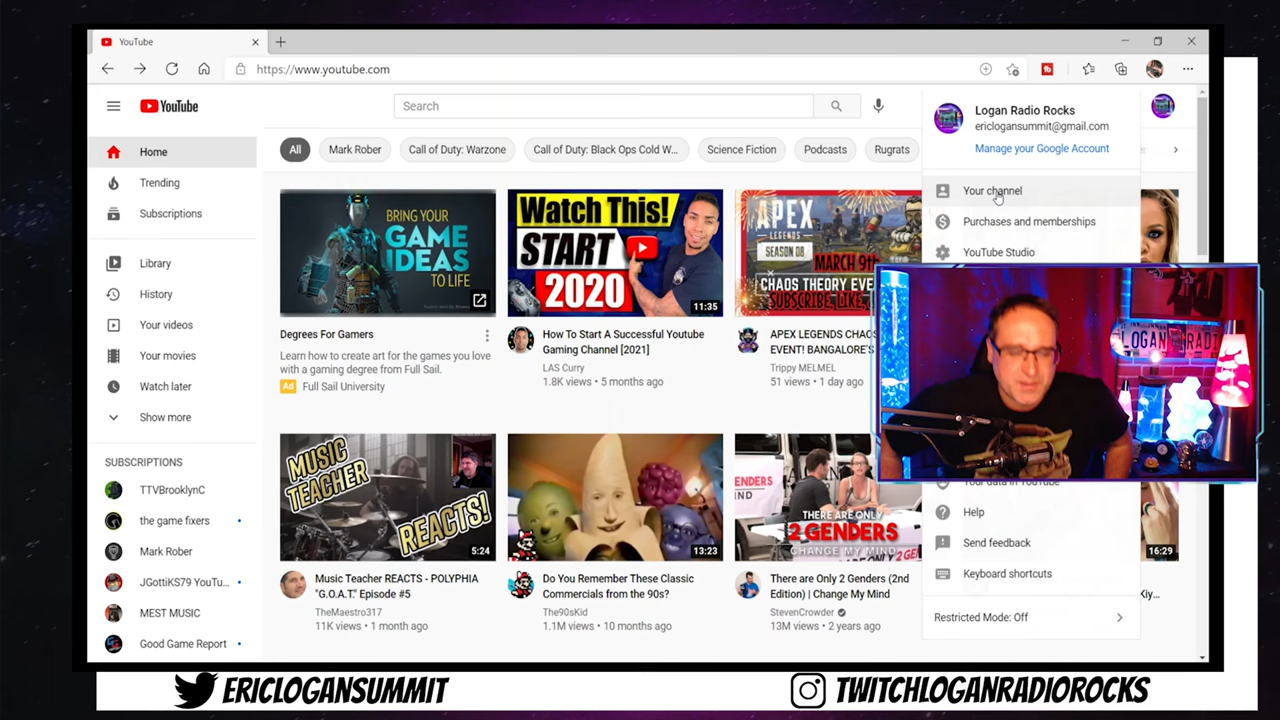 YouTube
https://www.youtube.com
YouTube
Search
Logan Radio Rocks
ericlogansummit@gmail.com
Manage your Google Account
Home
Trending
Subscriptions
Library
History
Your videos
Your movies
Watch later
Show more
SUBSCRIPTIONS
TTVBrooklynC
the game fixers
Mark Rober
JGottiKS79 YouTu...
MEST MUSIC
Good Game Report
All
Mark Rober
Call of Duty: Warzone
Call of Duty: Black Ops Cold W...
Science Fiction
Podcasts
Rugrats
Your channel
Purchases and memberships
YouTube Studio
Your data in YouTube
Help
Send feedback
Keyboard shortcuts
Restricted Mode: Off
BRING YOUR
GAME
IDEAS
TO LIFE
Degrees For Gamers
Learn how to create art for the games you love
with a gaming degree from Full Sail.
Ad Full Sail University
Watch This!
START
2020
11:35
How To Start A Successful Youtube
Gaming Channel [2021]
LAS Curry
1.8K views • 5 months ago
APEX
LEGENDS
SEASON 08
MARCH 9th
CHAOS THEORY EVE
SUBSCRIBE, LIKE,
APEX LEGENDS CHAO
EVENT! BANGALORE'S
Trippy MELMEL
51 views • 1 day ago
LOGAN RADI
MUSIC
TEACHER
REACTS!
5:24
Music Teacher REACTS - POLYPHIA
"G.O.A.T." Episode #5
TheMaestro317
11K views • 1 month ago
13:23
Do You Remember These Classic
Commercials from the 90s?
The90sKid
1.1M views • 10 months ago
THERE ARE ONLY
2 GENDERS
CHANGE MY MIND
There are Only 2 Genders (2nd
Edition) | Change My Mind
StevenCrowder
13M views • 2 years ago
16:29
ERICLOGANSUMMIT
TWITCHLOGANRADIOROCKS